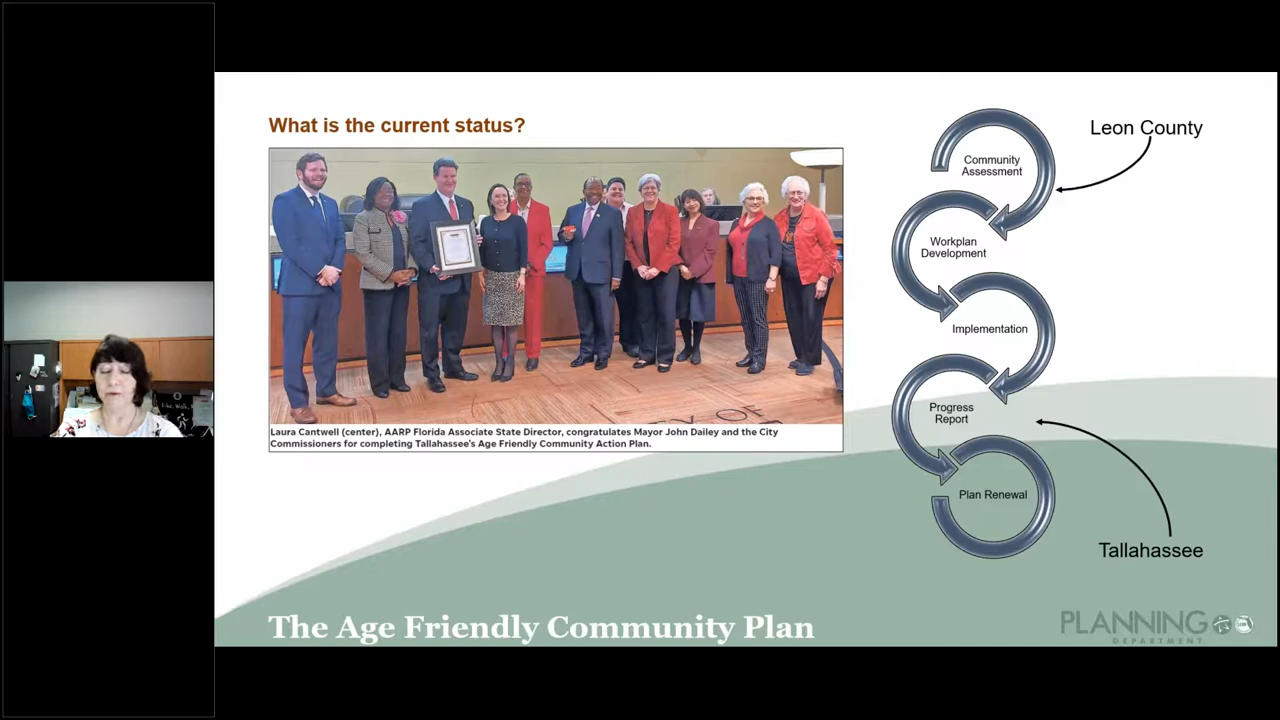 What is the current status?
Laura Cantwell (center), AARP Florida Associate State Director, congratulates Mayor John Dailey and the City
Commissioners for completing Tallahassee's Age Friendly Community Action Plan.
Leon County
Community
Assessment
Workplan
Development
Implementation
Progress
Report
Plan Renewal
Tallahassee
The Age Friendly Community Plan
PLANNING
DEPARTMENT